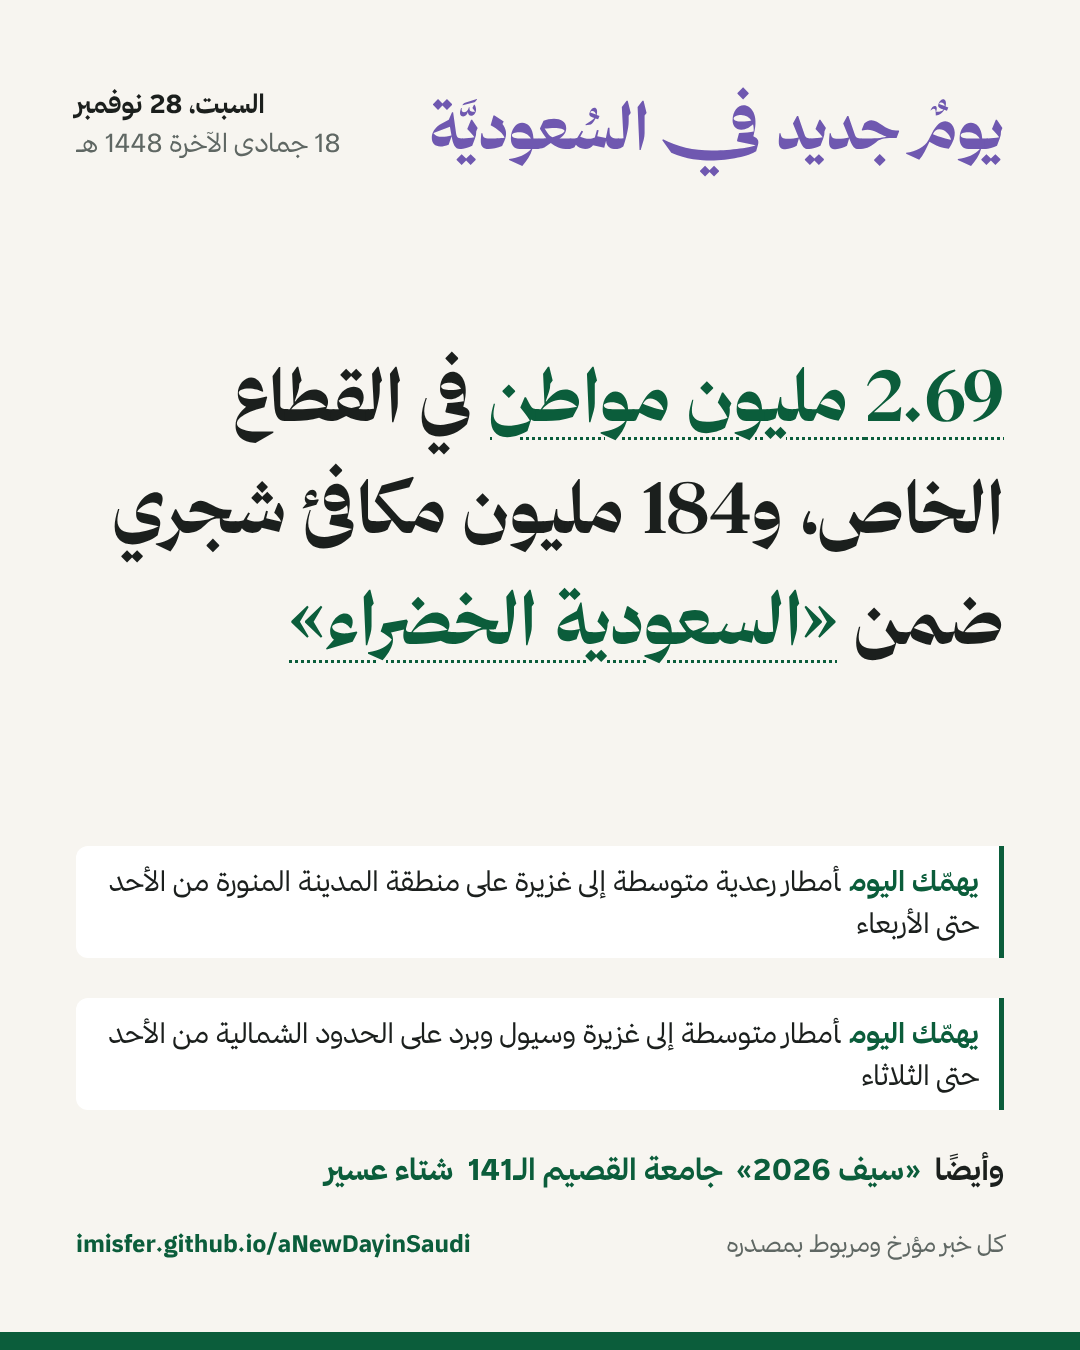 يومٌ جديد في السُعوديَّة
السبت، 28 نوفمبر
18 جمادى الآخرة 1448 هـ
2.69 مليون مواطن في القطاع
الخاص، و184 مليون مكافئ شجري
ضمن «السعودية الخضراء»
يهمّك اليوم أمطار رعدية متوسطة إلى غزيرة على منطقة المدينة المنورة من الأحد
حتى الأربعاء
يهمّك اليوم أمطار متوسطة إلى غزيرة وسيول وبرد على الحدود الشمالية من الأحد
حتى الثلاثاء
وأيضًا «سيف 2026» جامعة القصيم الـ141 شتاء عسير
كل خبر مؤرخ ومربوط بمصدره
imisfer.github.io/aNewDayinSaudi